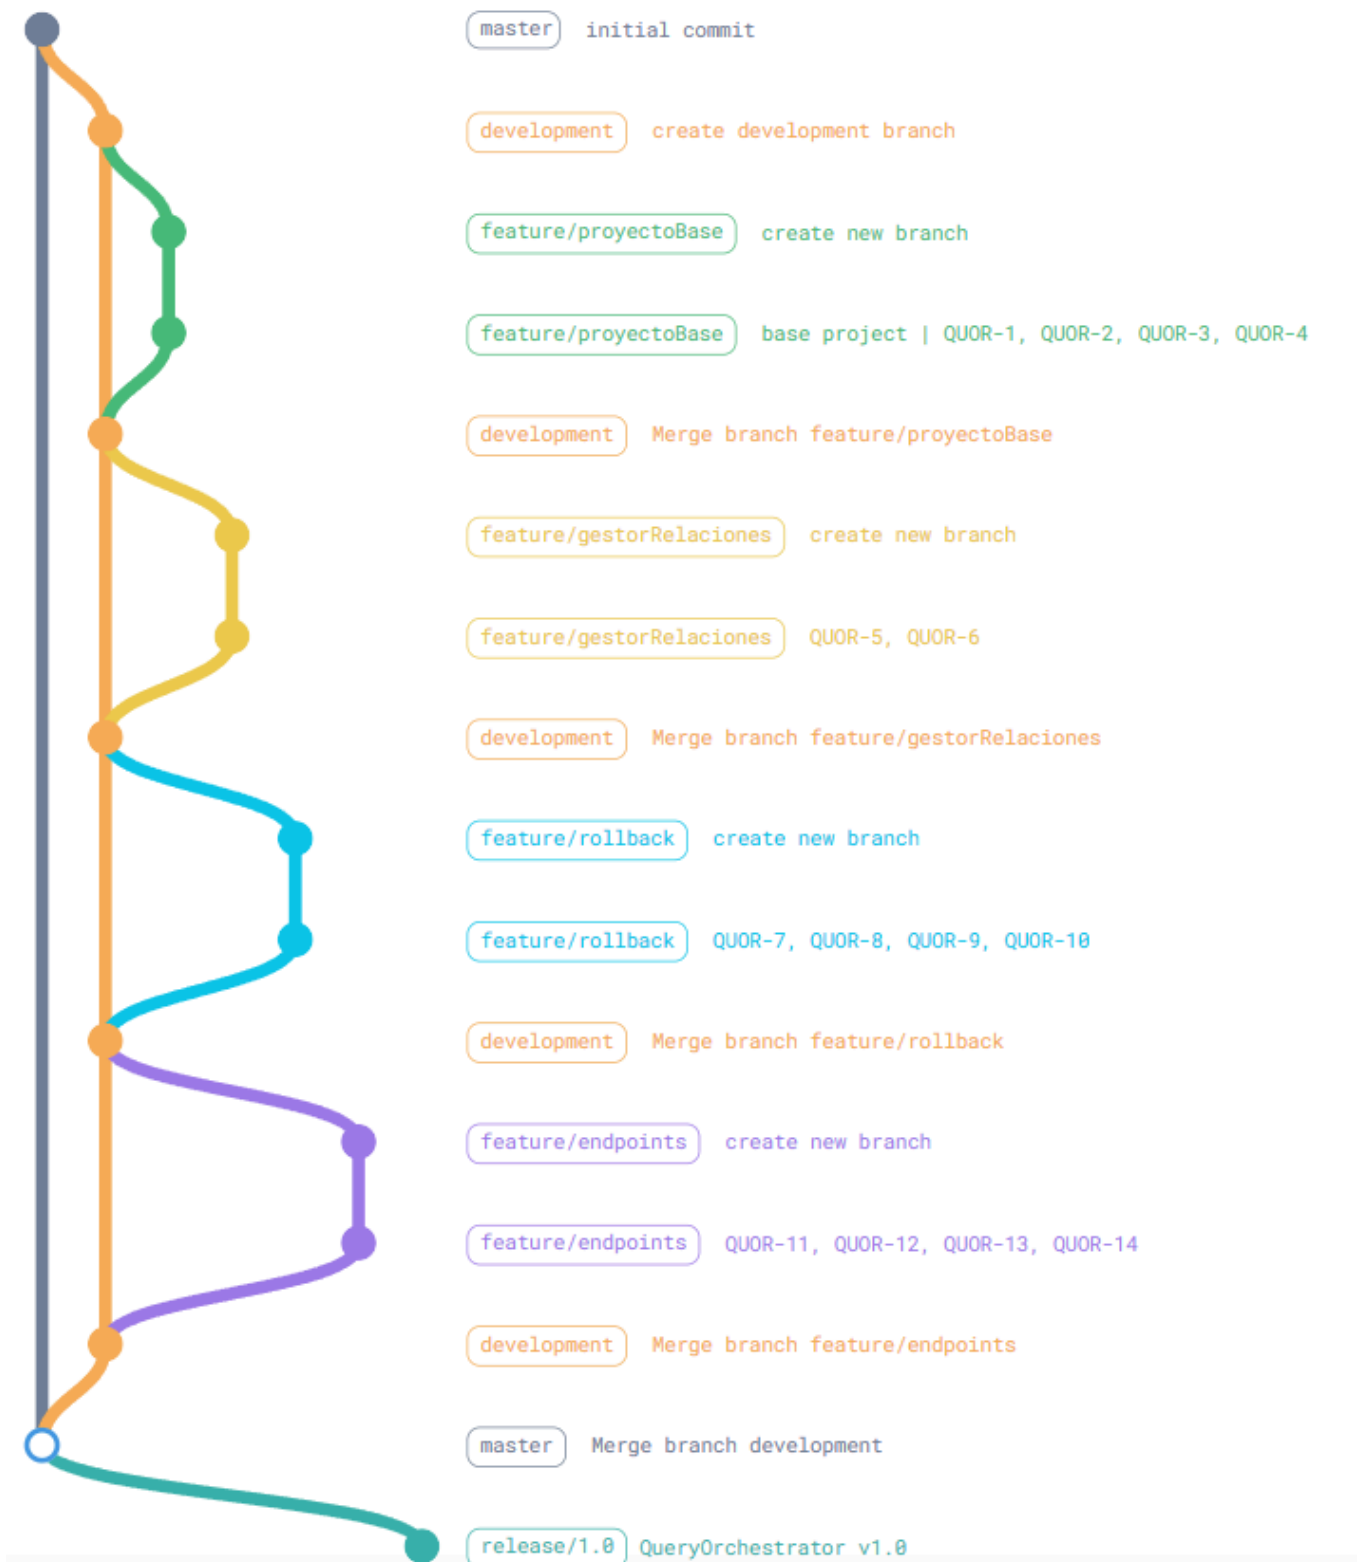 master initial commit
development create development branch
feature/proyectoBase create new branch
feature/proyectoBase base project | QUOR-1, QUOR-2, QUOR-3, QUOR-4
development Merge branch feature/proyectoBase
feature/gestorRelaciones create new branch
feature/gestorRelaciones QUOR-5, QUOR-6
development Merge branch feature/gestorRelaciones
feature/rollback create new branch
feature/rollback QUOR-7, QUOR-8, QUOR-9, QUOR-10
development Merge branch feature/rollback
feature/endpoints create new branch
feature/endpoints QUOR-11, QUOR-12, QUOR-13, QUOR-14
development Merge branch feature/endpoints
master Merge branch development
release/1.0 QueryOrchestrator v1.0